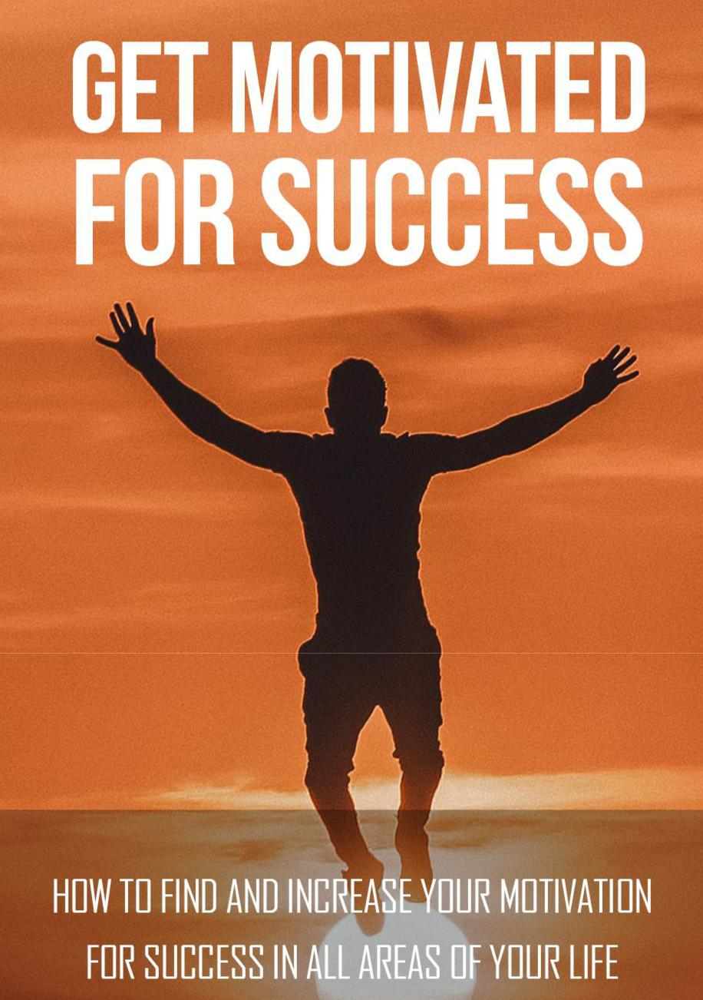 GET MOTIVATED
FOR SUCCESS
HOW TO FIND AND INCREASE YOUR MOTIVATION
FOR SUCCESS IN ALL AREAS OF YOUR LIFE